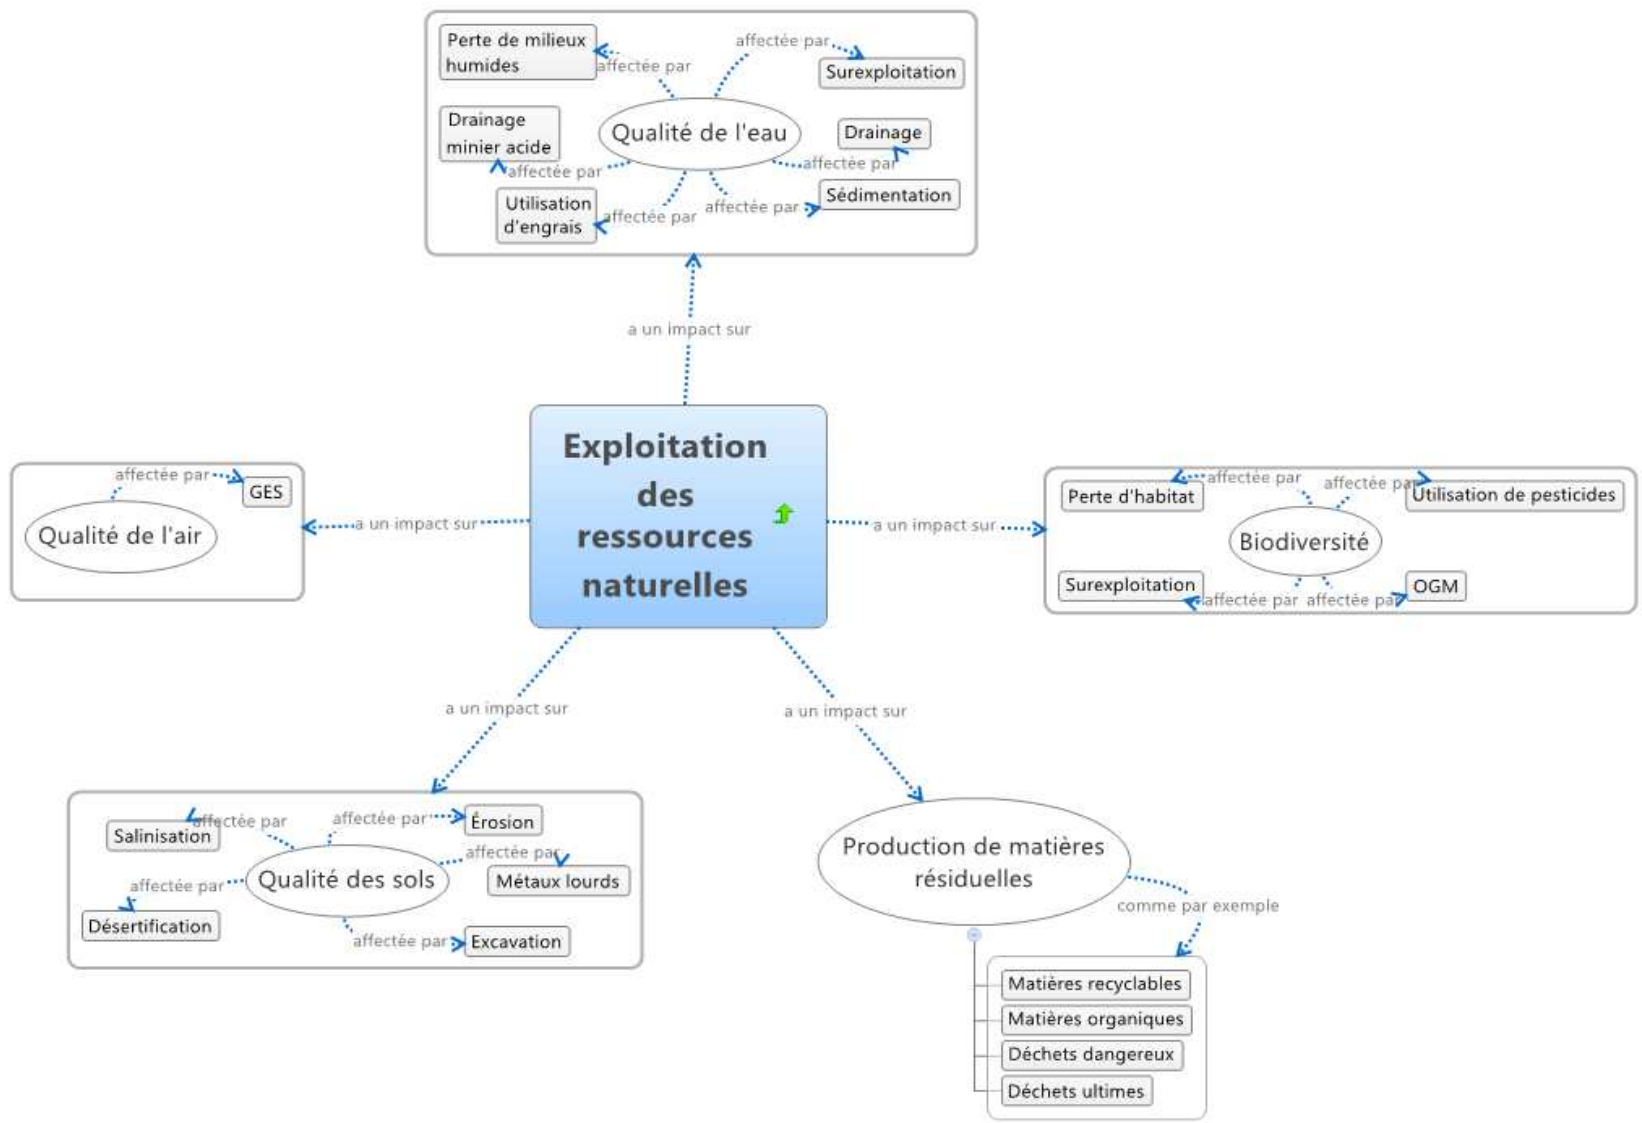 Perte de milieux
humides
affectée par
affectée par
Surexploitation
Drainage
minier acide
Qualité de l'eau
Drainage
affectée par
affectée par
Utilisation
d'engrais
affectée par
affectée par
Sédimentation
a un impact sur
Exploitation
des
ressources
naturelles
affectée par
GES
Qualité de l'air
a un impact sur
a un impact sur
affectée par
affectée par
Perte d'habitat
Utilisation de pesticides
Biodiversité
Surexploitation
affectée par
affectée par
OGM
a un impact sur
a un impact sur
affectée par
affectée par
Érosion
Salinisation
affectée par
Métaux lourds
Qualité des sols
affectée par
Désertification
affectée par
Excavation
Production de matières
résiduelles
comme par exemple
Matières recyclables
Matières organiques
Déchets dangereux
Déchets ultimes